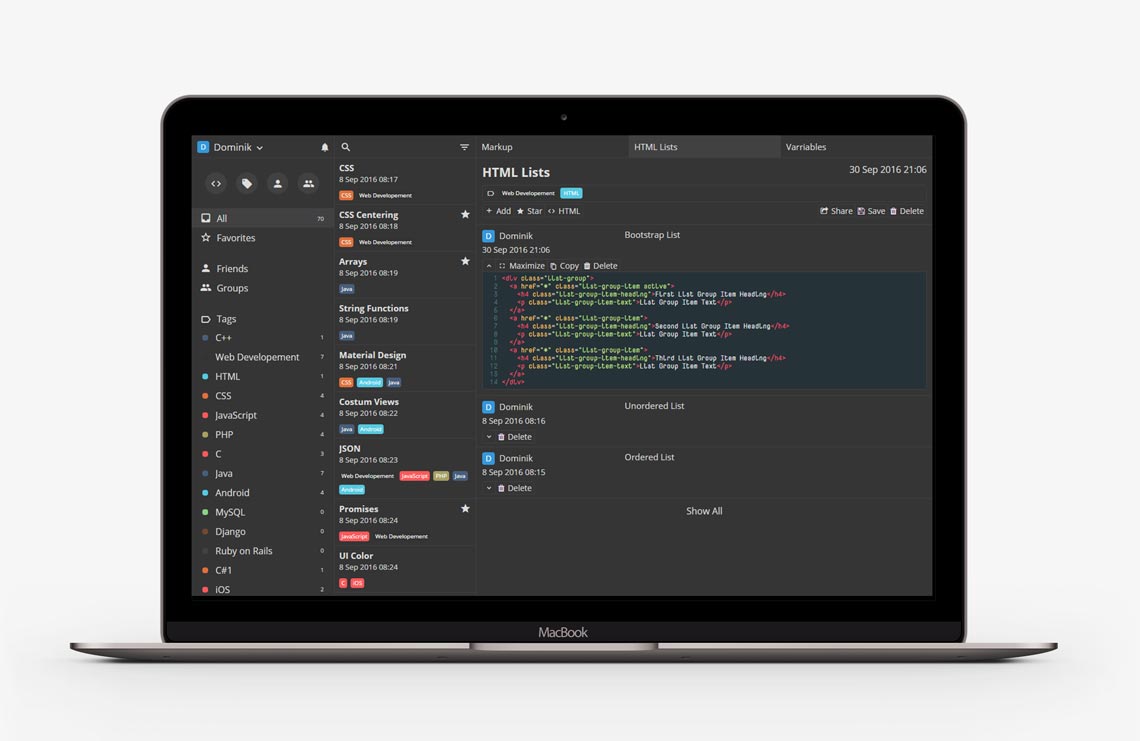 D Dominik
All 70
Favorites
Friends
Groups
Tags
C++ 1
Web Developement 7
HTML 1
CSS 4
JavaScript 4
PHP 4
C 3
Java 7
Android 4
MySQL 0
Django 0
Ruby on Rails 0
C#1 1
iOS 2
CSS
8 Sep 2016 08:17
CSS Web Developement
CSS Centering
8 Sep 2016 08:18
CSS Web Developement
Arrays
8 Sep 2016 08:19
Java
String Functions
8 Sep 2016 08:19
Java
Material Design
8 Sep 2016 08:21
CSS Android Java
Costum Views
8 Sep 2016 08:22
Java Android
JSON
8 Sep 2016 08:23
Web Developement JavaScript PHP Java
Android
Promises
8 Sep 2016 08:24
JavaScript Web Developement
UI Color
8 Sep 2016 08:24
C iOS
Markup HTML Lists Varriables
HTML Lists 30 Sep 2016 21:06
Web Developement HTML
+ Add Star <> HTML Share Save Delete
D Dominik Bootstrap List
30 Sep 2016 21:06
Maximize Copy Delete
1 <div class="list-group">
2 <a href="#" class="list-group-item active">
3 <h4 class="list-group-item-heading">First List Group Item Heading</h4>
4 <p class="list-group-item-text">List Group Item Text</p>
5 </a>
6 <a href="#" class="list-group-item">
7 <h4 class="list-group-item-heading">Second List Group Item Heading</h4>
8 <p class="list-group-item-text">List Group Item Text</p>
9 </a>
10 <a href="#" class="list-group-item">
11 <h4 class="list-group-item-heading">Third List Group Item Heading</h4>
12 <p class="list-group-item-text">List Group Item Text</p>
13 </a>
14 </div>
D Dominik Unordered List
8 Sep 2016 08:16
Delete
D Dominik Ordered List
8 Sep 2016 08:15
Delete
Show All
MacBook